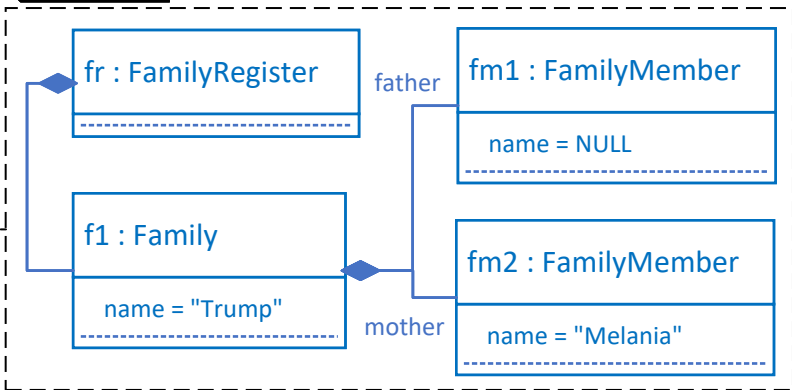 fr : FamilyRegister
father
fm1 : FamilyMember
name = NULL
f1 : Family
name = "Trump"
mother
fm2 : FamilyMember
name = "Melania"